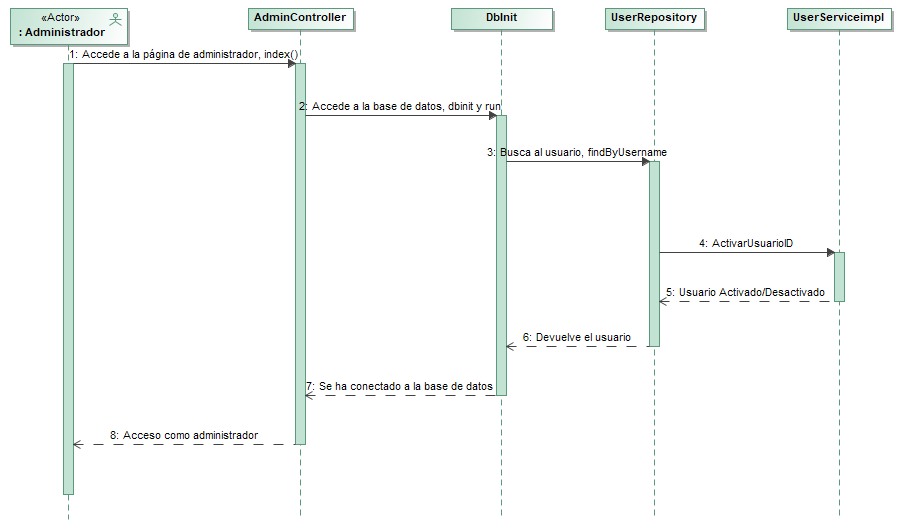 «Actor»
: Administrador
AdminController
DbInit
UserRepository
UserServiceimpl
1: Accede a la página de administrador, index()
2: Accede a la base de datos, dbinit y run
3: Busca al usuario, findByUsername
4: ActivarUsuarioID
5: Usuario Activado/Desactivado
6: Devuelve el usuario
7: Se ha conectado a la base de datos
8: Acceso como administrador